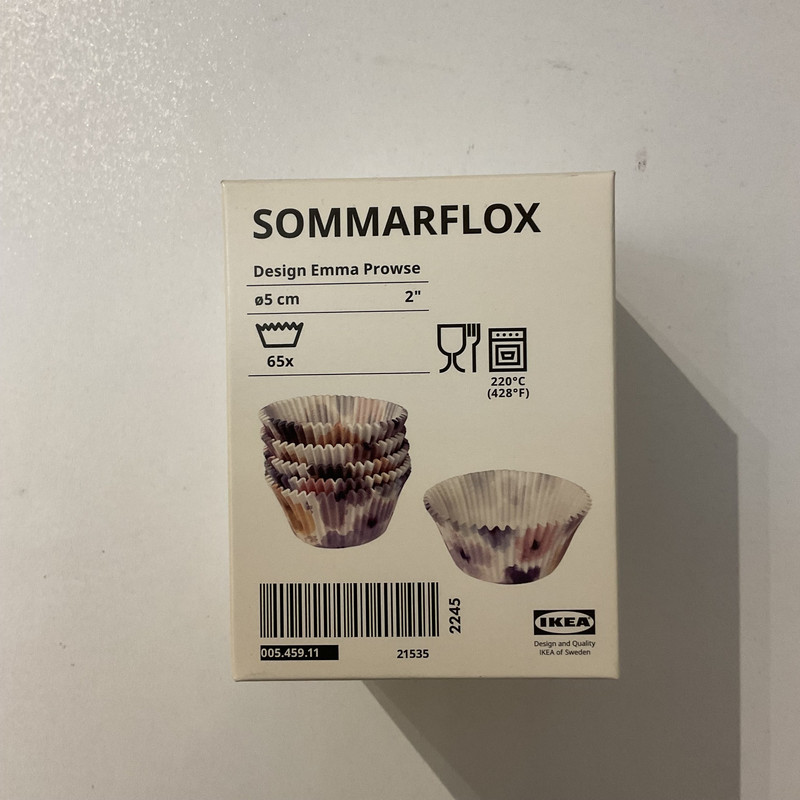 SOMMARFLOX
Design Emma Prowse
ø5 cm 2"
65x
220°C
(428°F)
2245
005.459.11 21535
IKEA
Design and Quality
IKEA of Sweden